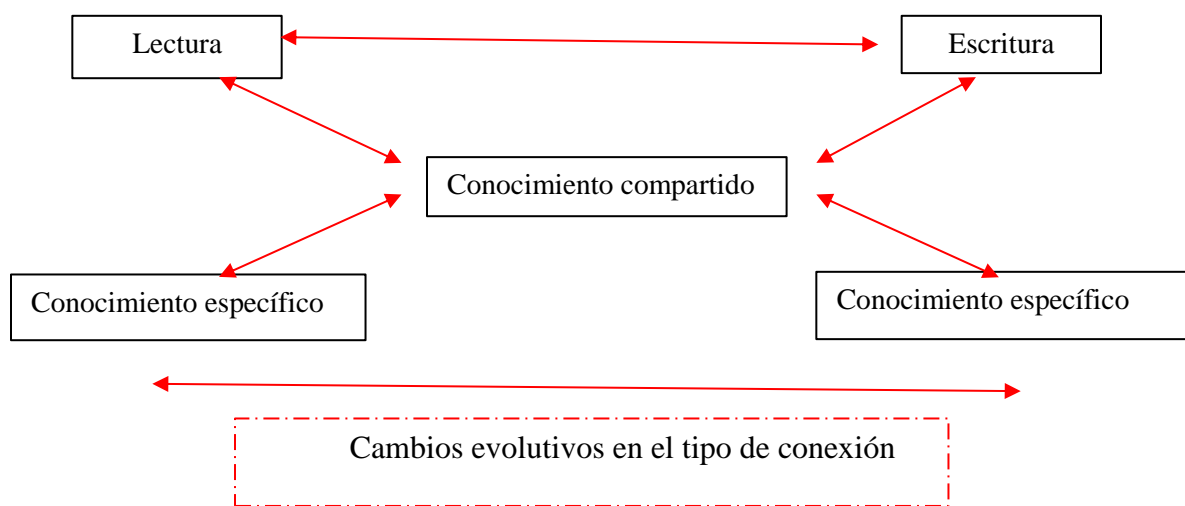 Lectura
Escritura
Conocimiento compartido
Conocimiento específico
Conocimiento específico
Cambios evolutivos en el tipo de conexión